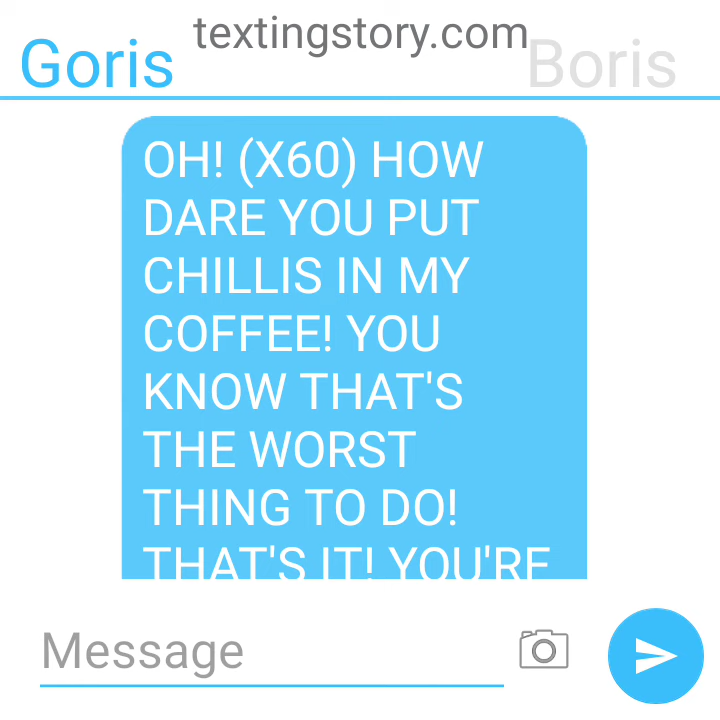 textingstory.com
Goris
Boris
OH! (X60) HOW
DARE YOU PUT
CHILLIS IN MY
COFFEE! YOU
KNOW THAT'S
THE WORST
THING TO DO!
THAT'S IT! YOU'RE
Message